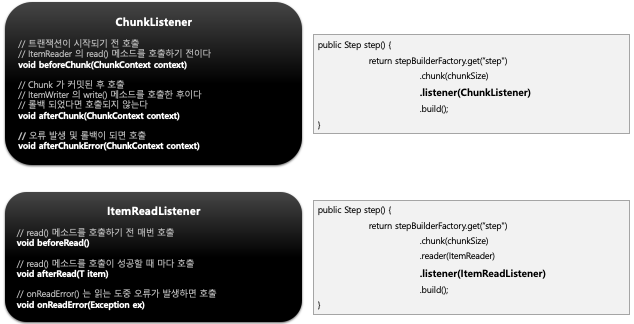 ChunkListener
// 트랜잭션이 시작되기 전 호출
// ItemReader 의 read() 메소드를 호출하기 전이다
void beforeChunk(ChunkContext context)
// Chunk 가 커밋된 후 호출
// ItemWriter 의 write() 메소드를 호출한 후이다
// 롤백 되었다면 호출되지 않는다
void afterChunk(ChunkContext context)
// 오류 발생 및 롤백이 되면 호출
void afterChunkError(ChunkContext context)
public Step step() {
return stepBuilderFactory.get("step")
.chunk(chunkSize)
.listener(ChunkListener)
.build();
}
ItemReadListener
// read() 메소드를 호출하기 전 매번 호출
void beforeRead()
// read() 메소드를 호출이 성공할 때 마다 호출
void afterRead(T item)
// onReadError() 는 읽는 도중 오류가 발생하면 호출
void onReadError(Exception ex)
public Step step() {
return stepBuilderFactory.get("step")
.chunk(chunkSize)
.reader(ItemReader)
.listener(ItemReadListener)
.build();
}